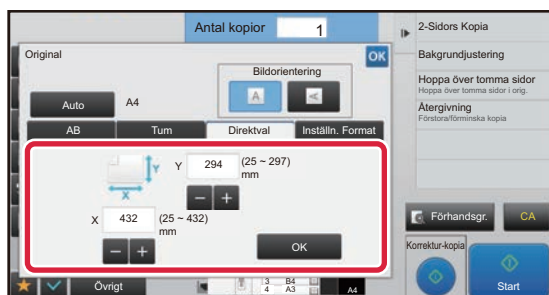 Antal kopior 1
Original
OK
Bildorientering
A
A
Auto A4
AB Tum Direktval Inställn. Format
Y 294 (25 ~ 297)
mm
Y
X
X 432 (25 ~ 432)
mm
OK
Övrigt
3 B4
4 A3
A4
2-Sidors Kopia
Bakgrundjustering
Hoppa över tomma sidor
Hoppa över tomma sidor i orig.
Återgivning
Förstora/förminska kopia
Förhandsgr. CA
Korrektur-kopia
Start